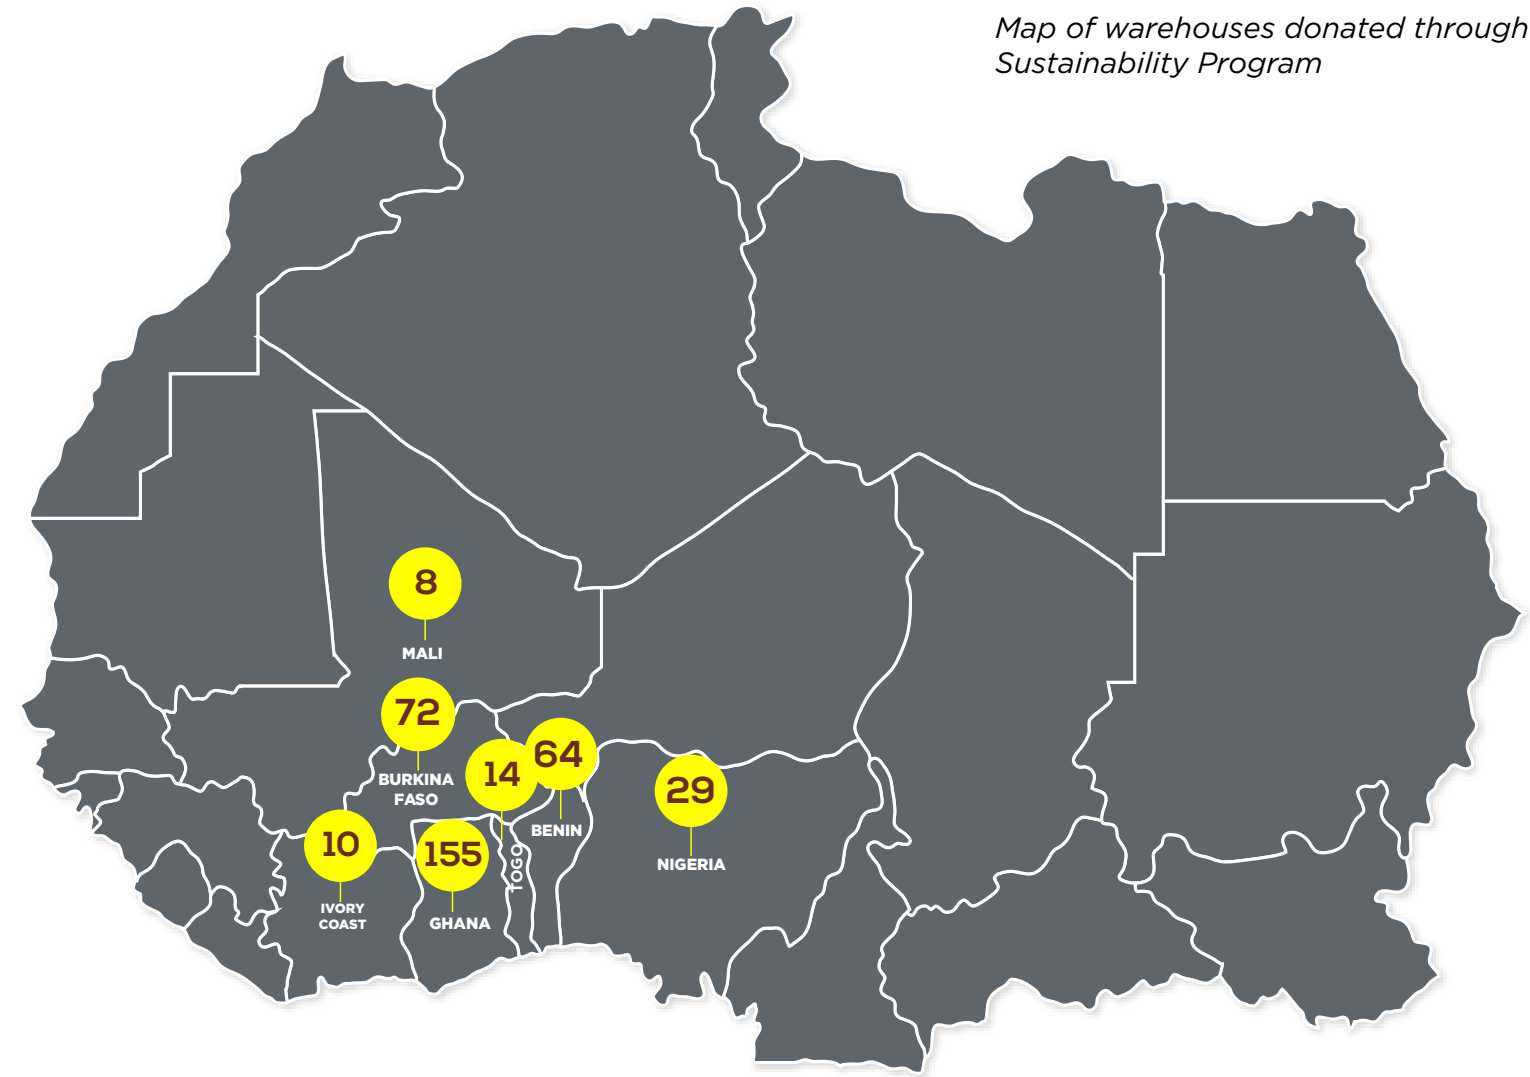 Map of warehouses donated through
Sustainability Program
8
MALI
72
BURKINA
FASO
14
TOGO
64
BENIN
29
NIGERIA
10
IVORY
COAST
155
GHANA